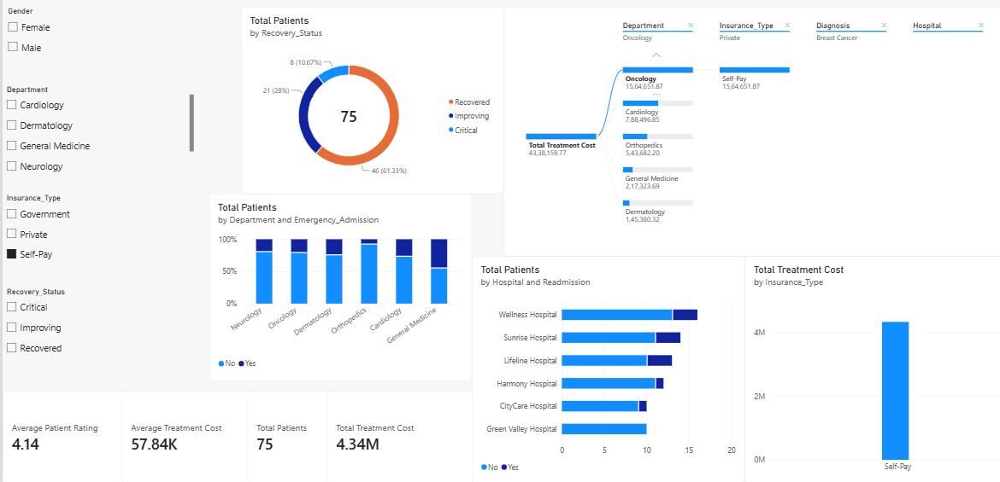 Gender
Female
Male
Department
Cardiology
Dermatology
General Medicine
Neurology
Insurance_Type
Government
Private
Self-Pay
Recovery_Status
Critical
Improving
Recovered
Total Patients
by Recovery_Status
8 (10.67%)
21 (28%)
75
46 (61.33%)
Recovered
Improving
Critical
Department
Oncology
Insurance_Type
Private
Diagnosis
Breast Cancer
Hospital
Total Treatment Cost
43,38,159.77
Oncology
15,64,651.87
Cardiology
7,88,496.85
Orthopedics
5,43,682.20
General Medicine
2,17,323.69
Dermatology
1,45,380.32
Self-Pay
15,64,651.87
Total Patients
by Department and Emergency_Admission
100%
50%
0%
Neurology
Oncology
Dermatology
Orthopedics
Cardiology
General Medicine
No Yes
Total Patients
by Hospital and Readmission
Wellness Hospital
Sunrise Hospital
Lifeline Hospital
Harmony Hospital
CityCare Hospital
Green Valley Hospital
0 5 10 15 20
No Yes
Total Treatment Cost
by Insurance_Type
4M
2M
0M
Self-Pay
Average Patient Rating
4.14
Average Treatment Cost
57.84K
Total Patients
75
Total Treatment Cost
4.34M